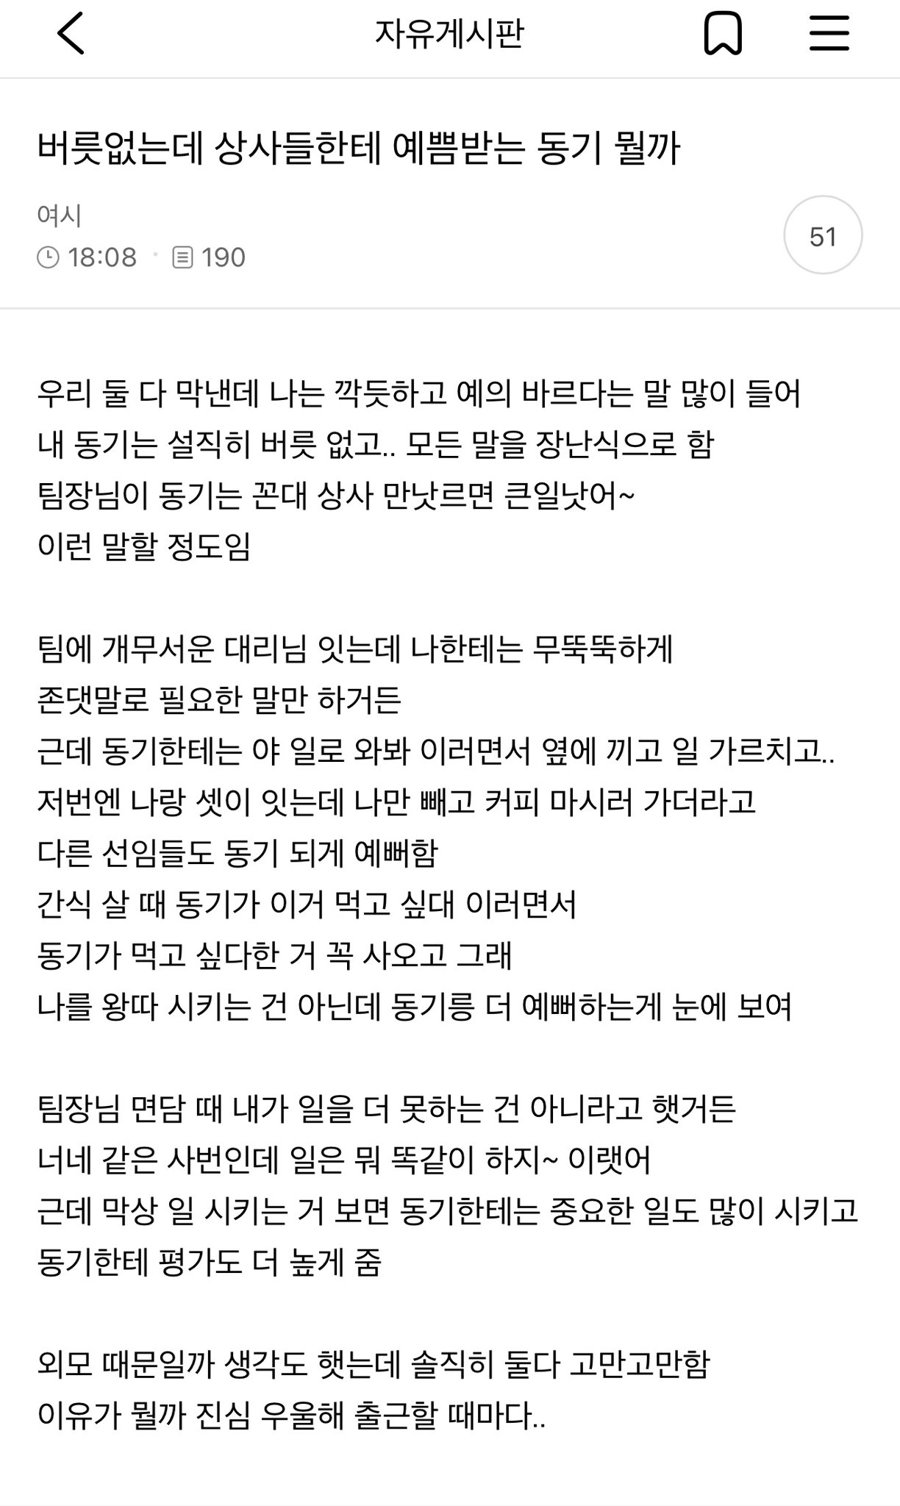 자유게시판
버릇없는데 상사들한테 예쁨받는 동기 뭘까
여시
18:08 · 190
51
우리 둘 다 막낸데 나는 깍듯하고 예의 바르다는 말 많이 들어
내 동기는 설직히 버릇 없고.. 모든 말을 장난식으로 함
팀장님이 동기는 꼰대 상사 만낫르면 큰일낫어~
이런 말할 정도임
팀에 개무서운 대리님 잇는데 나한테는 무뚝뚝하게
존댓말로 필요한 말만 하거든
근데 동기한테는 야 일로 와봐 이러면서 옆에 끼고 일 가르치고..
저번엔 나랑 셋이 잇는데 나만 빼고 커피 마시러 가더라고
다른 선임들도 동기 되게 예뻐함
간식 살 때 동기가 이거 먹고 싶대 이러면서
동기가 먹고 싶다한 거 꼭 사오고 그래
나를 왕따 시키는 건 아닌데 동기릉 더 예뻐하는게 눈에 보여
팀장님 면담 때 내가 일을 더 못하는 건 아니라고 햇거든
너네 같은 사번인데 일은 뭐 똑같이 하지~ 이랫어
근데 막상 일 시키는 거 보면 동기한테는 중요한 일도 많이 시키고
동기한테 평가도 더 높게 줌
외모 때문일까 생각도 햇는데 솔직히 둘다 고만고만함
이유가 뭘까 진심 우울해 출근할 때마다..